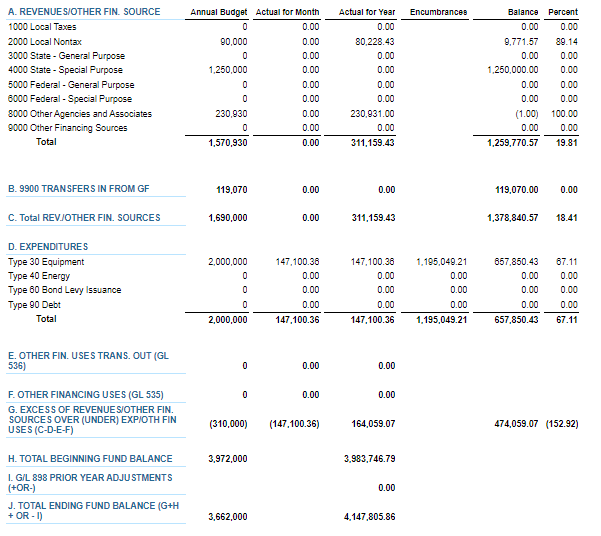 A. REVENUES/OTHER FIN. SOURCE Annual Budget Actual for Month Actual for Year Encumbrances Balance Percent
1000 Local Taxes 0 0.00 0.00 0.00 0.00
2000 Local Nontax 90,000 0.00 80,228.43 9,771.57 89.14
3000 State - General Purpose 0 0.00 0.00 0.00 0.00
4000 State - Special Purpose 1,250,000 0.00 0.00 1,250,000.00 0.00
5000 Federal - General Purpose 0 0.00 0.00 0.00 0.00
6000 Federal - Special Purpose 0 0.00 0.00 0.00 0.00
8000 Other Agencies and Associates 230,930 0.00 230,931.00 (1.00) 100.00
9000 Other Financing Sources 0 0.00 0.00 0.00 0.00
Total 1,570,930 0.00 311,159.43 1,259,770.57 19.81
B. 9900 TRANSFERS IN FROM GF 119,070 0.00 0.00 119,070.00 0.00
C. Total REV./OTHER FIN. SOURCES 1,690,000 0.00 311,159.43 1,378,840.57 18.41
D. EXPENDITURES
Type 30 Equipment 2,000,000 147,100.36 147,100.36 1,195,049.21 657,850.43 67.11
Type 40 Energy 0 0.00 0.00 0.00 0.00 0.00
Type 60 Bond Levy Issuance 0 0.00 0.00 0.00 0.00 0.00
Type 90 Debt 0 0.00 0.00 0.00 0.00 0.00
Total 2,000,000 147,100.36 147,100.36 1,195,049.21 657,850.43 67.11
E. OTHER FIN. USES TRANS. OUT (GL
536) 0 0.00 0.00
F. OTHER FINANCING USES (GL 535) 0 0.00 0.00
G. EXCESS OF REVENUES/OTHER FIN.
SOURCES OVER (UNDER) EXP/OTH FIN
USES (C-D-E-F) (310,000) (147,100.36) 164,059.07 474,059.07 (152.92)
H. TOTAL BEGINNING FUND BALANCE 3,972,000 3,983,746.79
I. G/L 898 PRIOR YEAR ADJUSTMENTS
(+OR-) 0.00
J. TOTAL ENDING FUND BALANCE (G+H
+ OR - I) 3,662,000 4,147,805.86